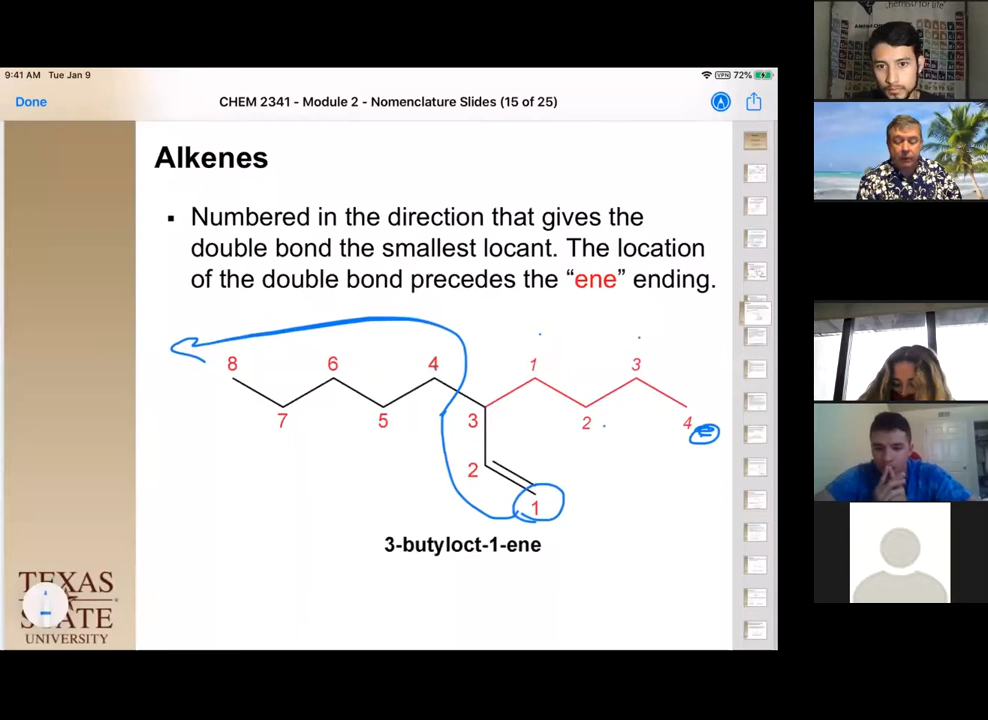 9:41 AM Tue Jan 9
VPN 72%
Done
CHEM 2341 - Module 2 - Nomenclature Slides (15 of 25)
Alkenes
▪ Numbered in the direction that gives the
double bond the smallest locant. The location
of the double bond precedes the “ene” ending.
8 6 4 1 3
7 5 3 2 4
2
1
3-butyloct-1-ene
TEXAS
STATE
UNIVERSITY